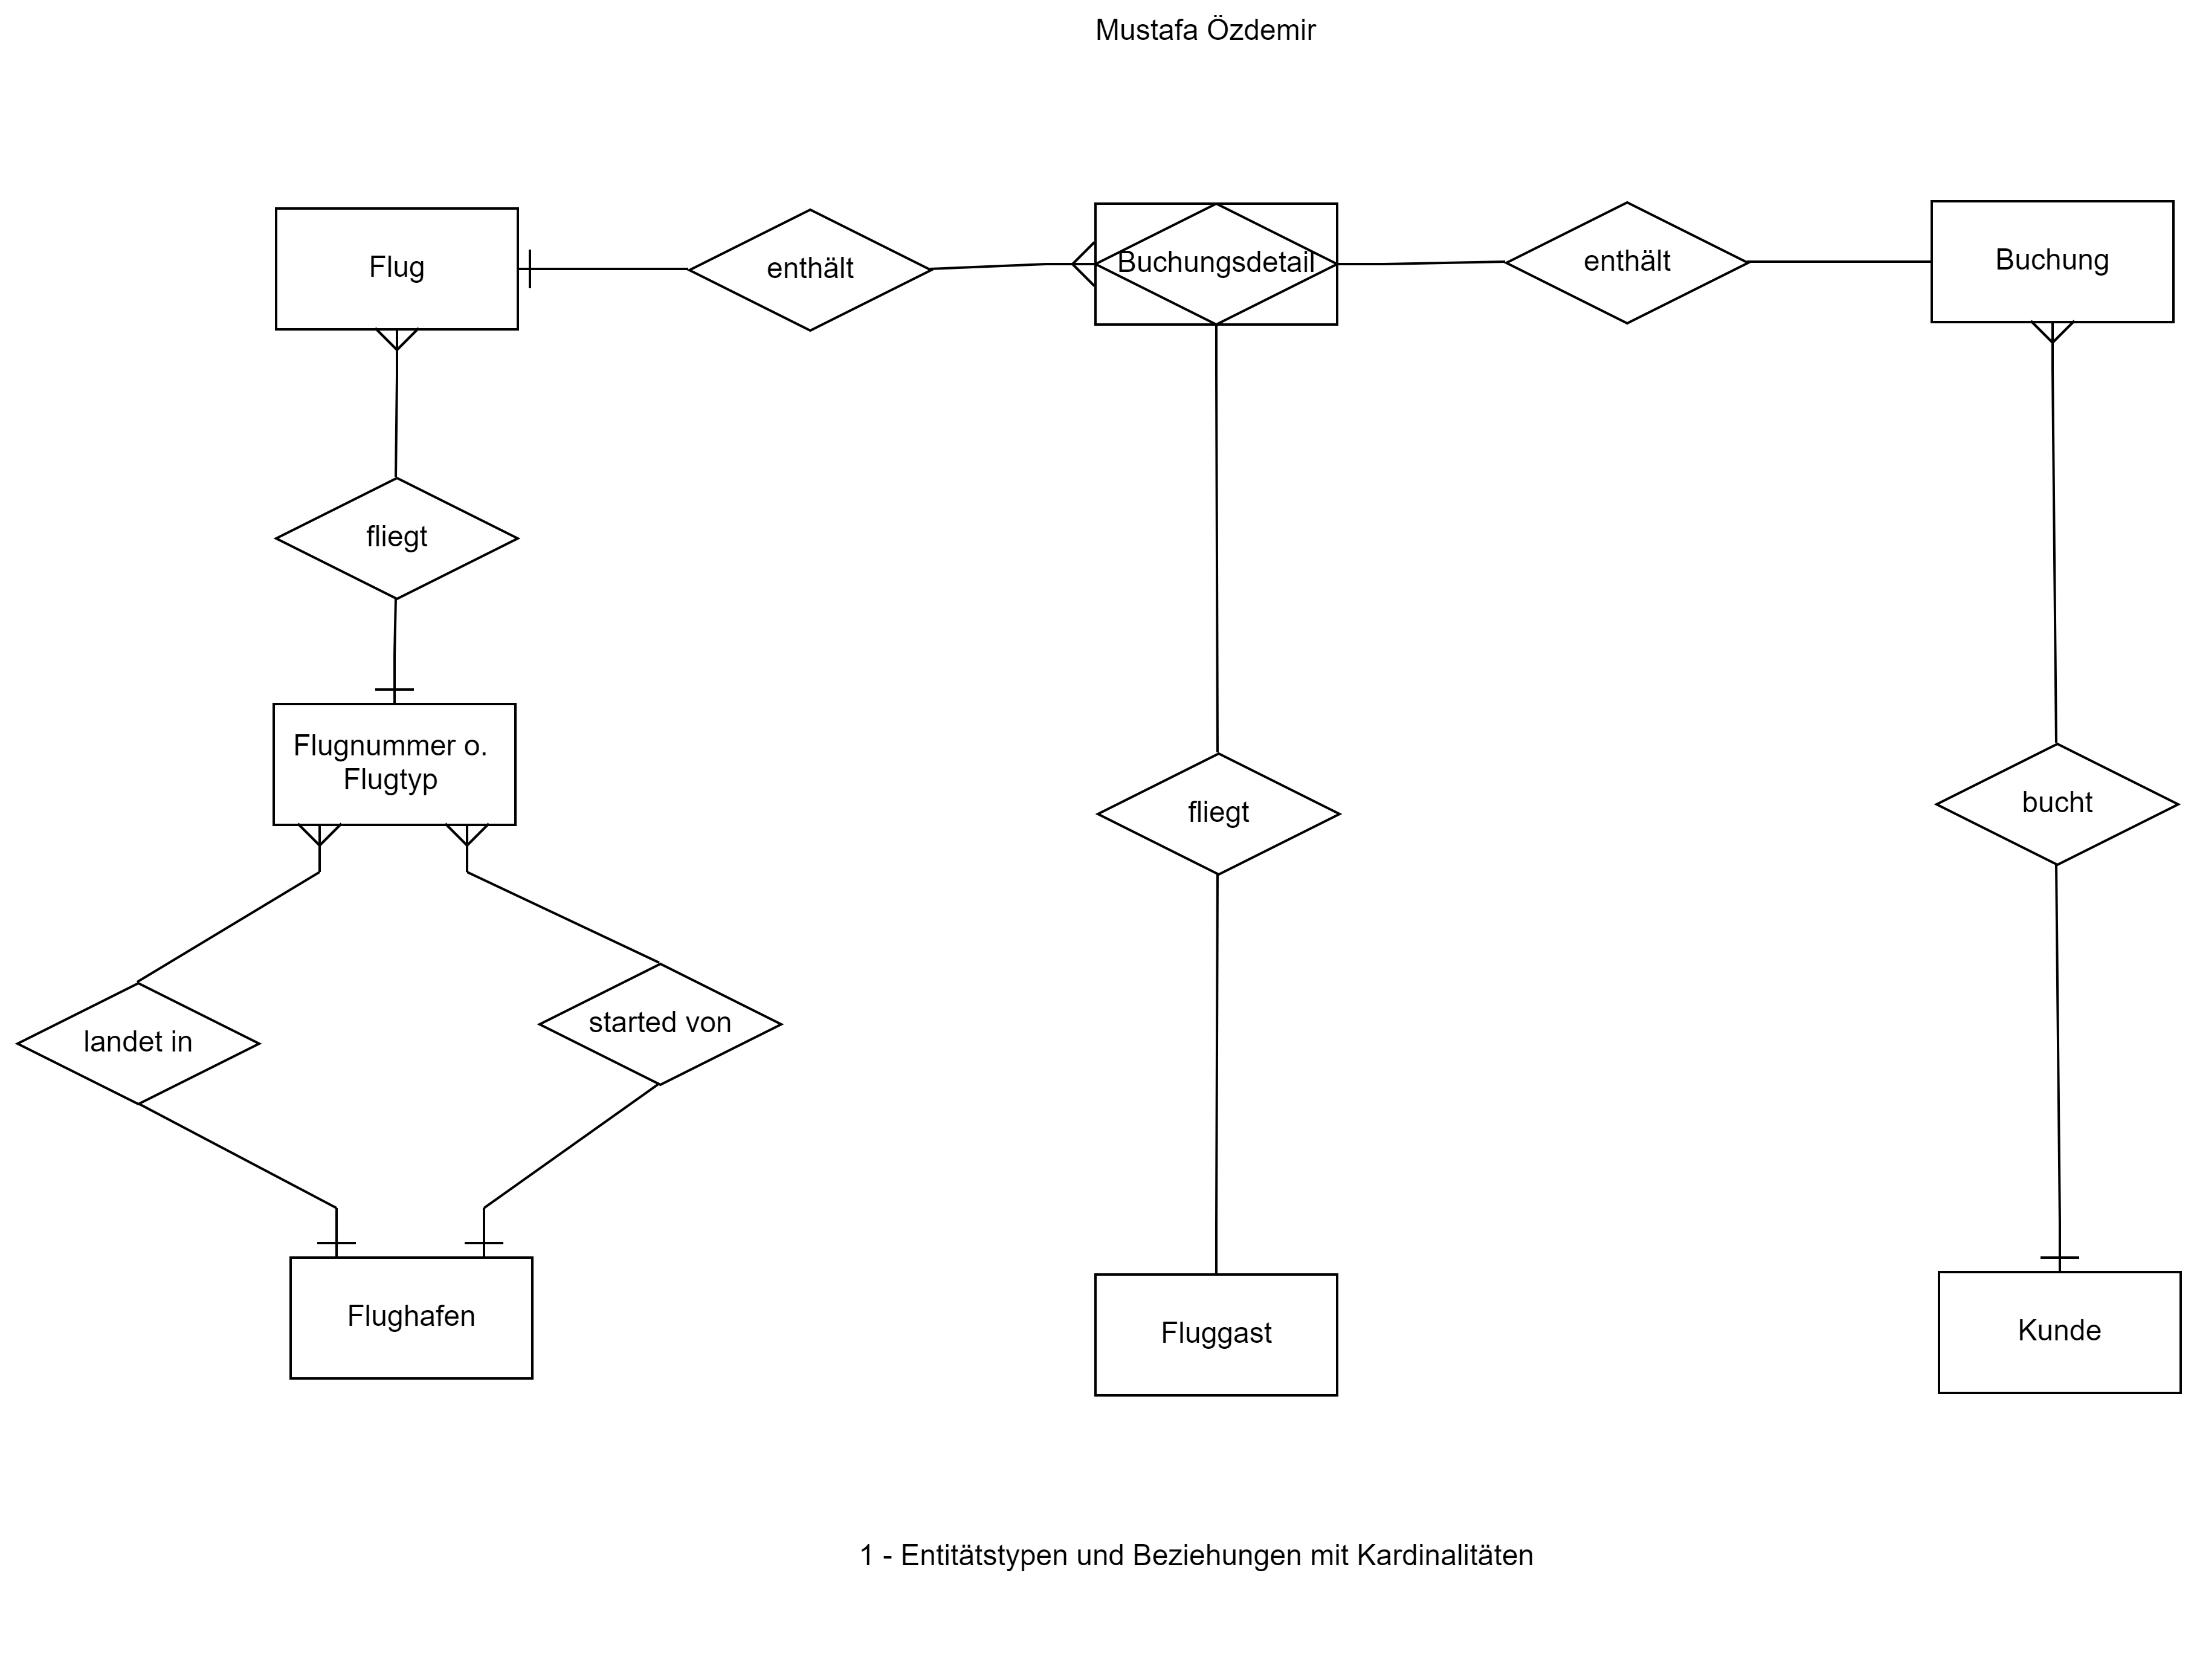 Mustafa Özdemir
Flug
enthält
Buchungsdetail
enthält
Buchung
fliegt
Flugnummer o.
Flugtyp
fliegt
bucht
landet in
started von
Flughafen
Fluggast
Kunde
1 - Entitätstypen und Beziehungen mit Kardinalitäten